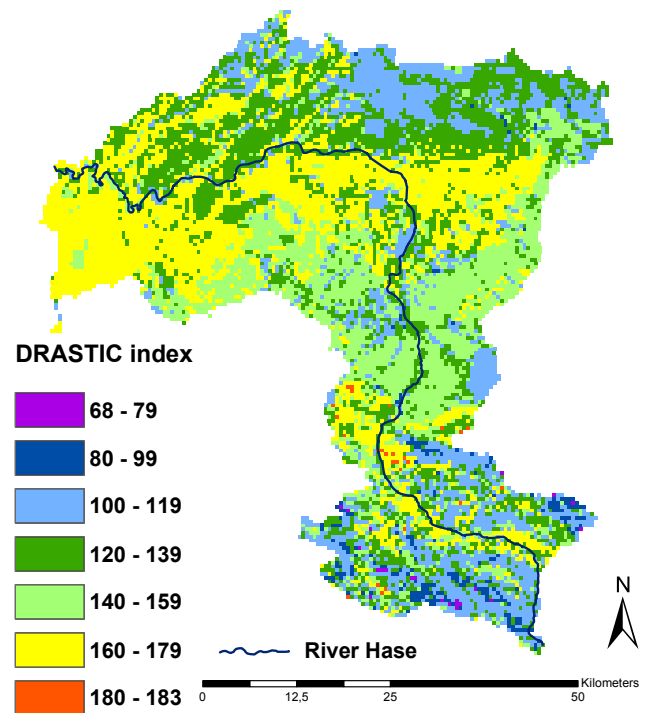 DRASTIC index
68 - 79
80 - 99
100 - 119
120 - 139
140 - 159
160 - 179
180 - 183
River Hase
N
Kilometers
0 12,5 25 50